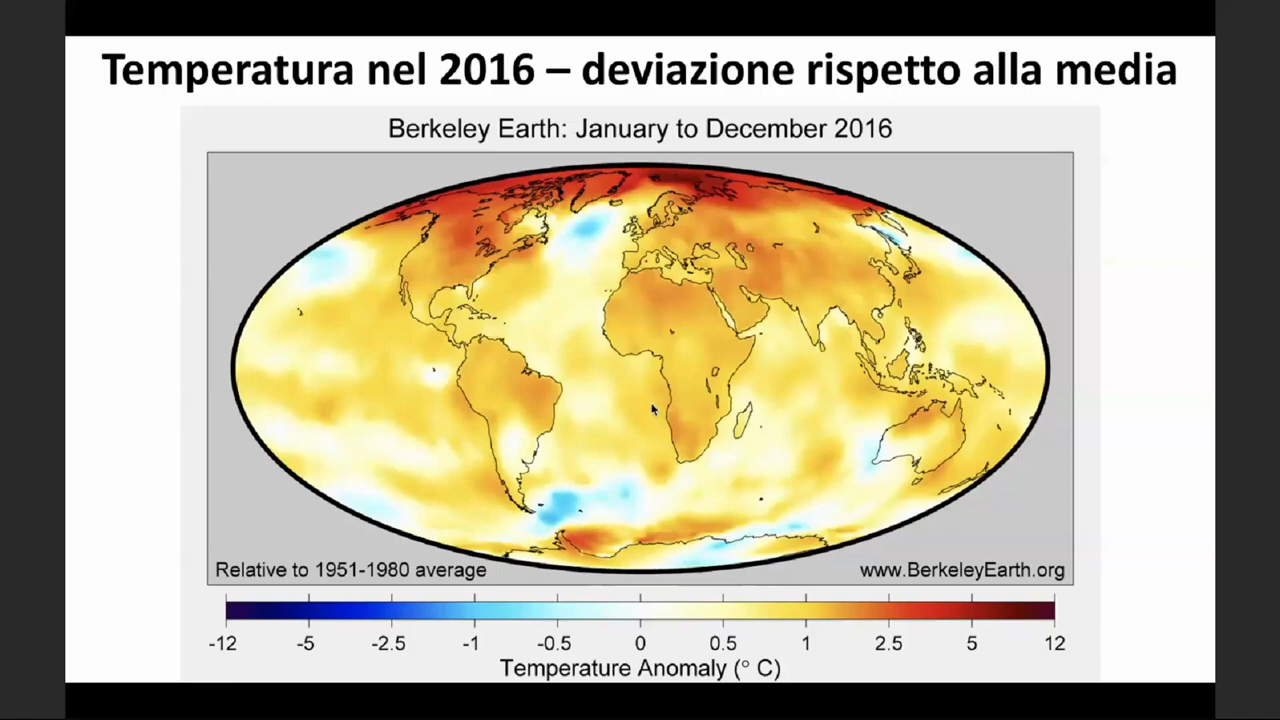 Temperatura nel 2016 – deviazione rispetto alla media
Berkeley Earth: January to December 2016
Relative to 1951-1980 average
www.BerkeleyEarth.org
-12 -5 -2.5 -1 -0.5 0 0.5 1 2.5 5 12
Temperature Anomaly (° C)